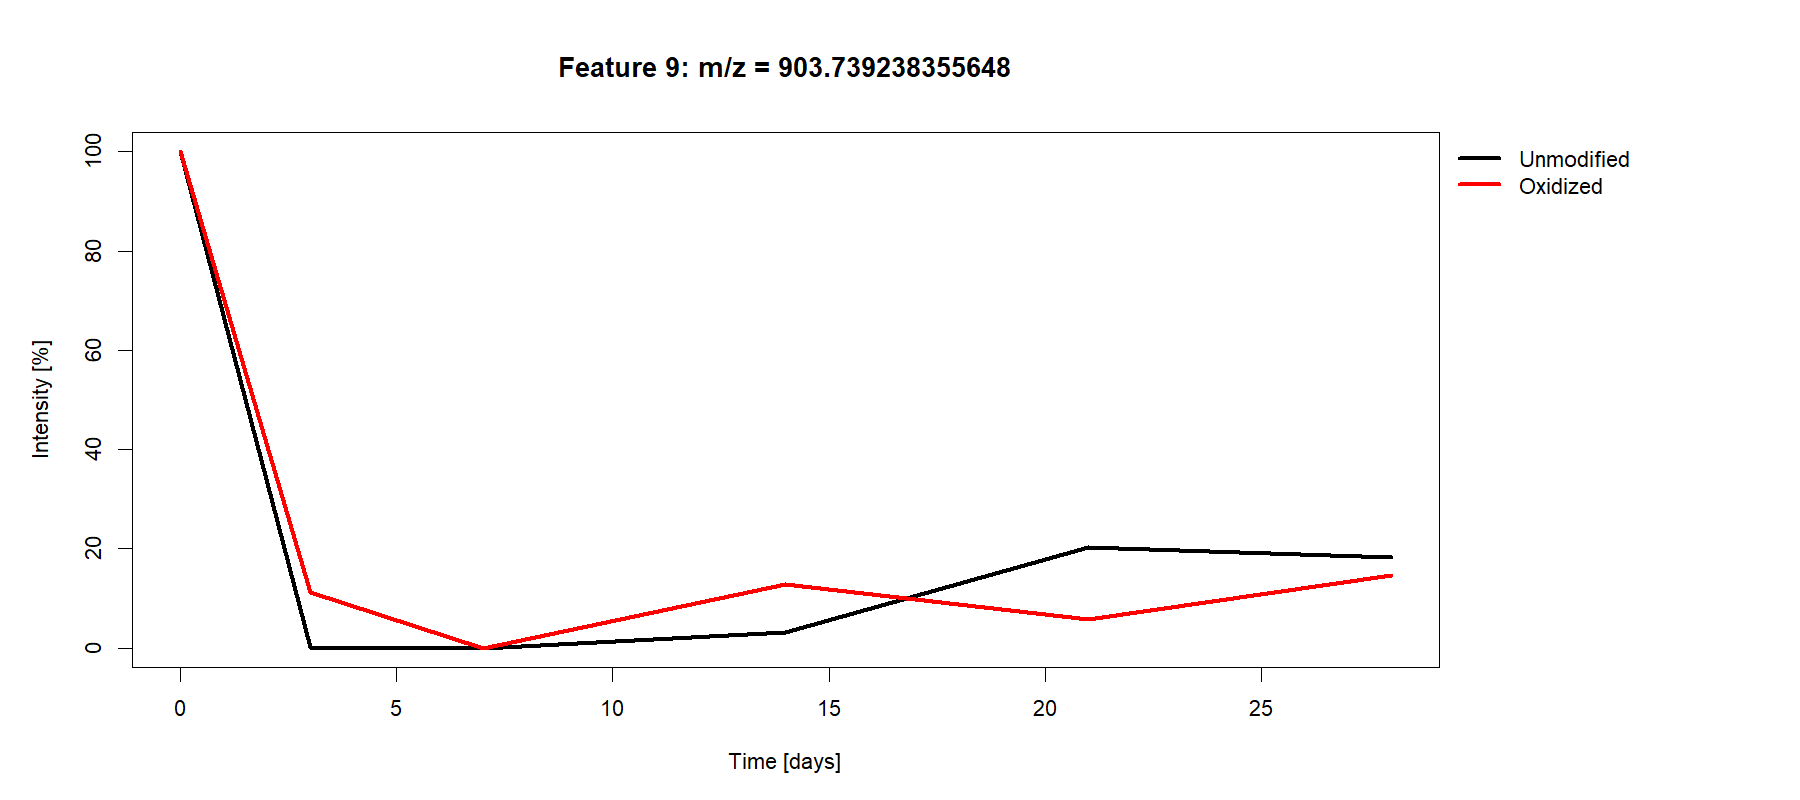 Feature 9: m/z = 903.739238355648
Unmodified
Oxidized
Intensity [%]
100
80
60
40
20
0
0 5 10 15 20 25
Time [days]